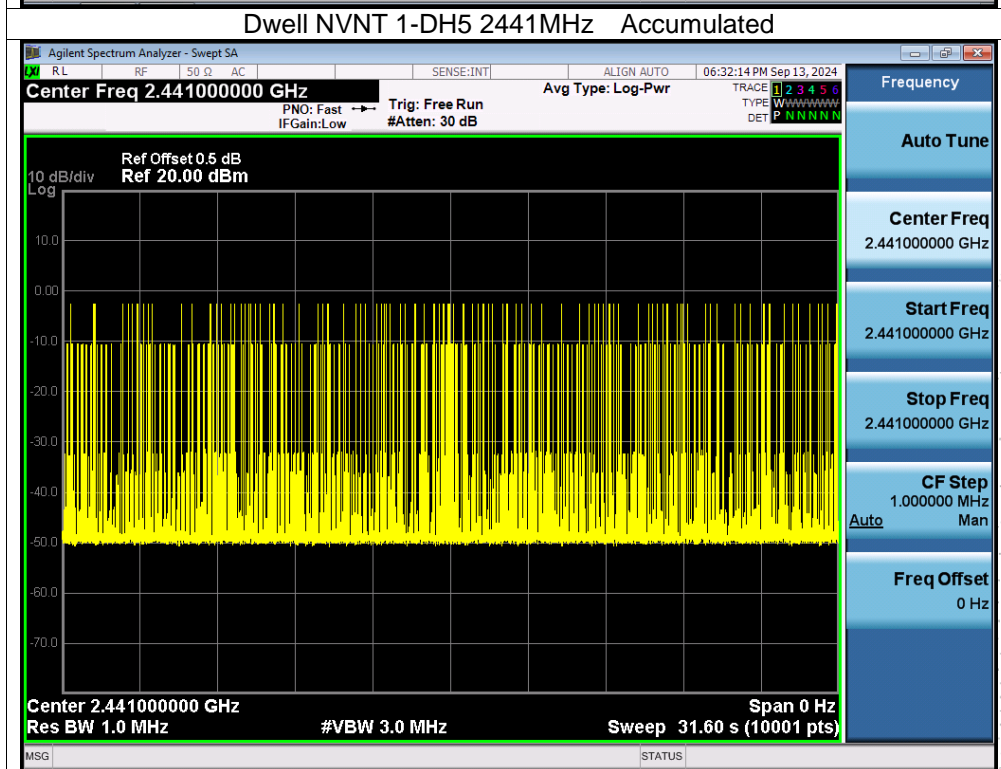 Dwell NVNT 1-DH5 2441MHz Accumulated
Agilent Spectrum Analyzer - Swept SA
LXI RL RF 50 Ω AC SENSE:INT ALIGN AUTO 06:32:14 PM Sep 13, 2024
Center Freq 2.441000000 GHz
PNO: Fast
IFGain:Low
Trig: Free Run
#Atten: 30 dB
Avg Type: Log-Pwr
TRACE 1 2 3 4 5 6
TYPE WWWWWWW
DET P N N N N N
Ref Offset 0.5 dB
10 dB/div Ref 20.00 dBm
Log
10.0
0.00
-10.0
-20.0
-30.0
-40.0
-50.0
-60.0
-70.0
Center 2.441000000 GHz Span 0 Hz
Res BW 1.0 MHz #VBW 3.0 MHz Sweep 31.60 s (10001 pts)
MSG STATUS
Frequency
Auto Tune
Center Freq
2.441000000 GHz
Start Freq
2.441000000 GHz
Stop Freq
2.441000000 GHz
CF Step
1.000000 MHz
Auto Man
Freq Offset
0 Hz